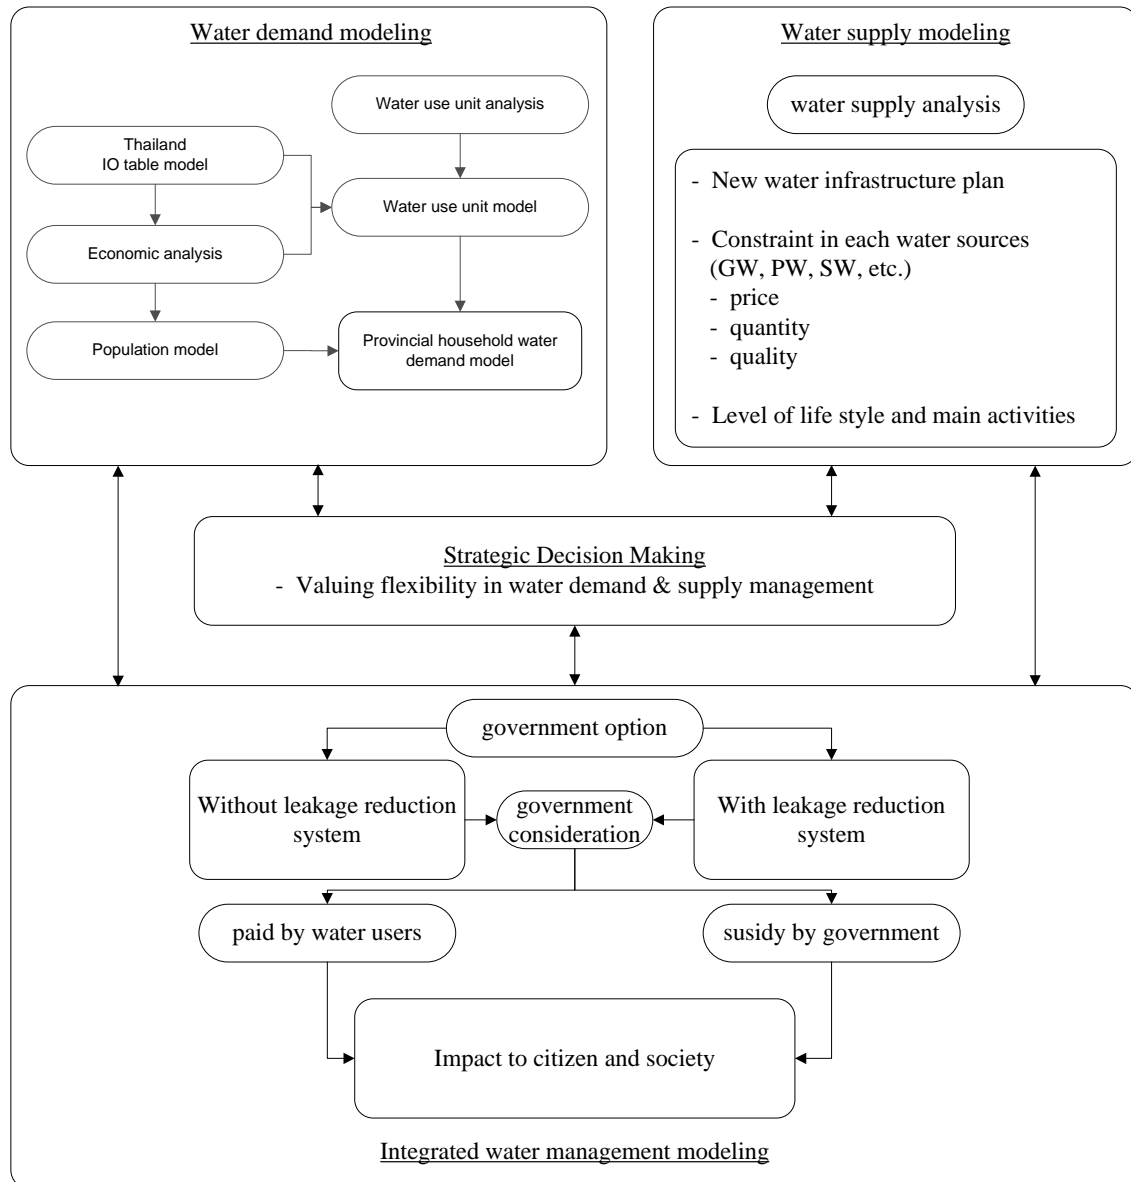 Water demand modeling
Water use unit analysis
Thailand
IO table model
Water use unit model
Economic analysis
Population model
Provincial household water
demand model
Water supply modeling
water supply analysis
- New water infrastructure plan
- Constraint in each water sources
(GW, PW, SW, etc.)
- price
- quantity
- quality
- Level of life style and main activities
Strategic Decision Making
- Valuing flexibility in water demand & supply management
government option
Without leakage reduction
system
government
consideration
With leakage reduction
system
paid by water users
susidy by government
Impact to citizen and society
Integrated water management modeling